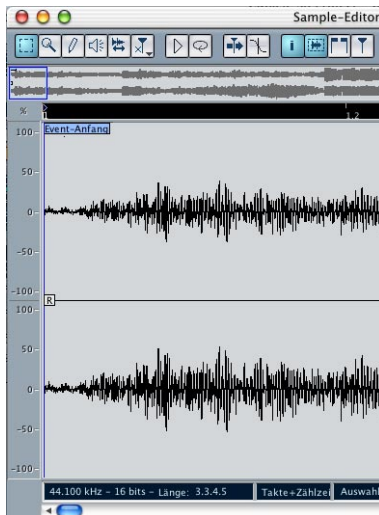 Sample-Editor
%
1
1.2
Event-Anfang
100
50
0
-50
-100
R
100
50
0
-50
-100
44.100 kHz - 16 bits - Länge: 3.3.4.5
Takte+Zählzei
Auswahl